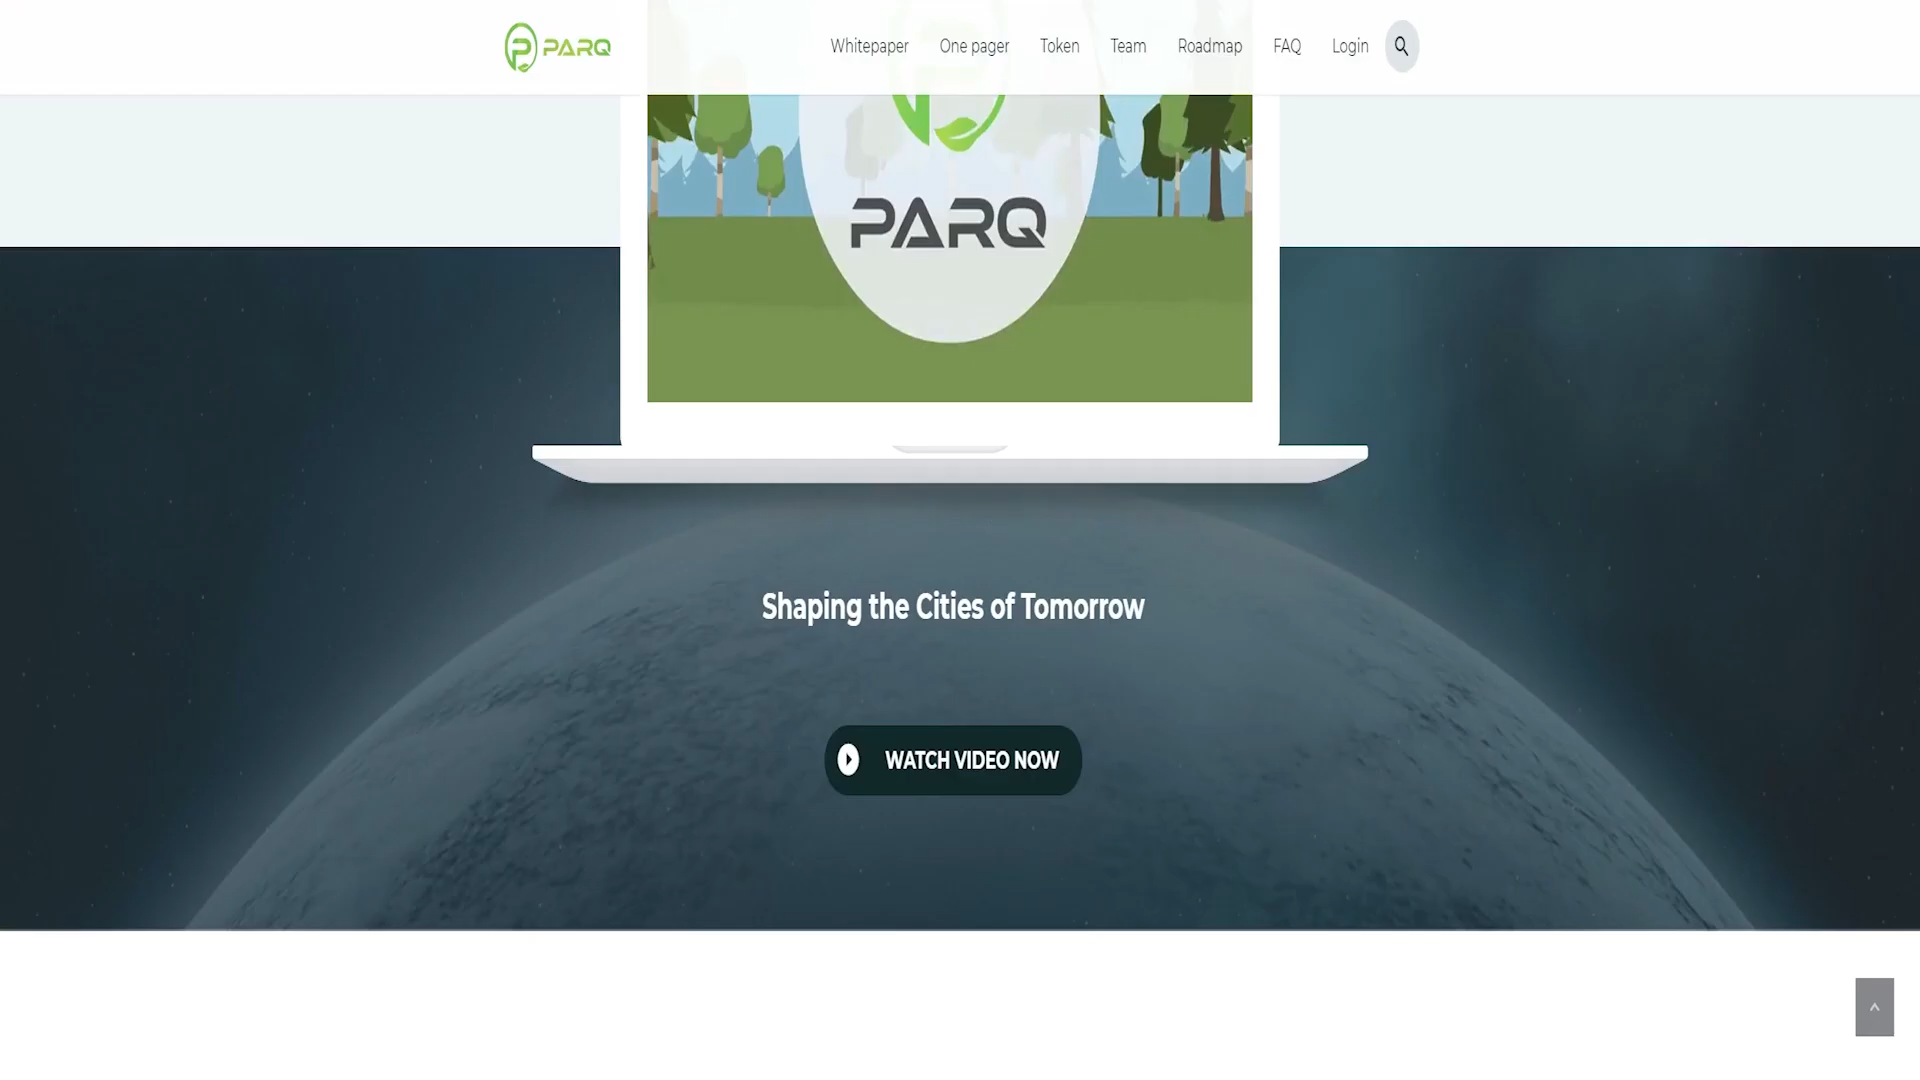 PARQ
Whitepaper One pager Token Team Roadmap FAQ Login
PARQ
Shaping the Cities of Tomorrow
WATCH VIDEO NOW